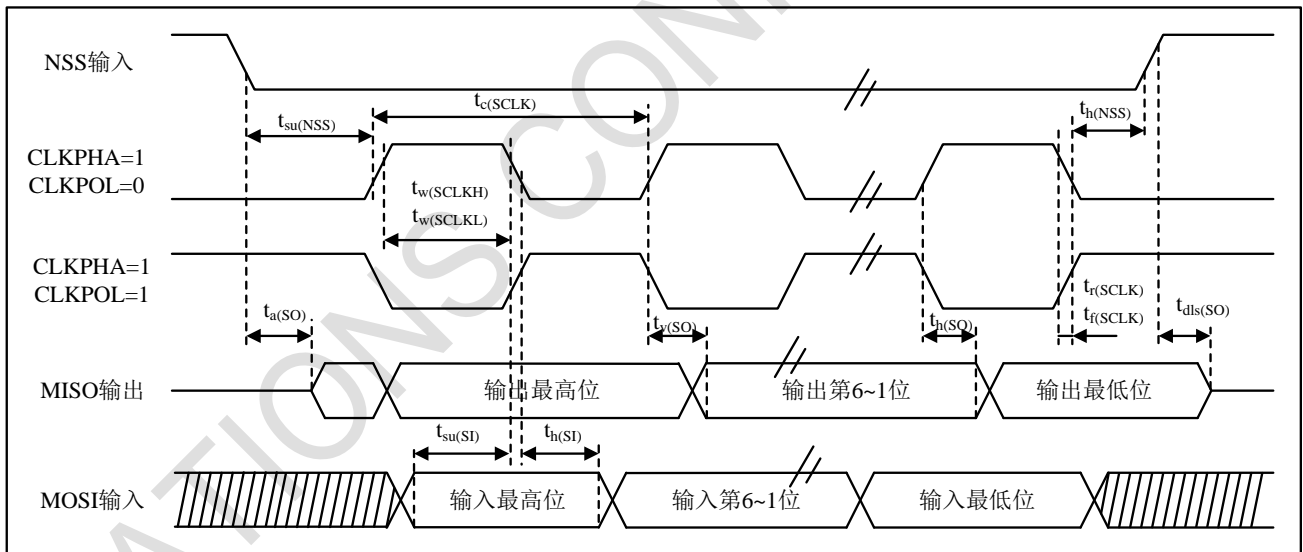 NSS输入
tsu(NSS)
tc(SCLK)
th(NSS)
CLKPHA=1
CLKPOL=0
tw(SCLKH)
tw(SCLKL)
CLKPHA=1
CLKPOL=1
ta(SO)
tv(SO)
th(SO)
tr(SCLK)
tf(SCLK)
tdls(SO)
MISO输出
输出最高位
输出第6~1位
输出最低位
tsu(SI)
th(SI)
MOSI输入
输入最高位
输入第6~1位
输入最低位
ATIONS CON